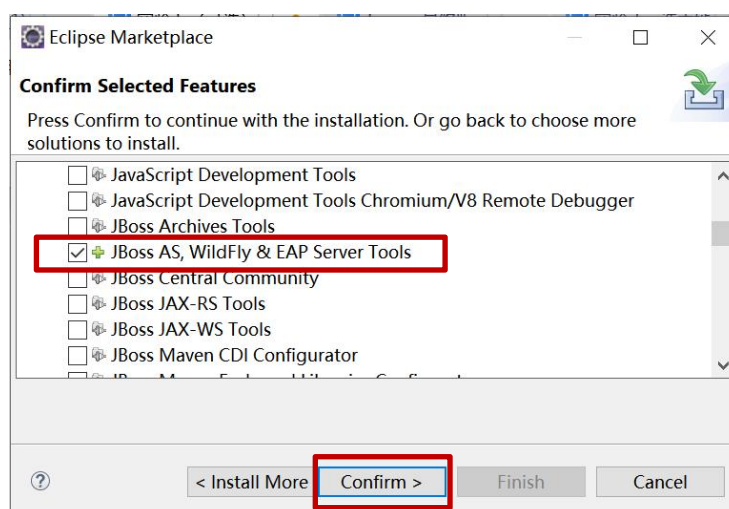 Eclipse Marketplace
Confirm Selected Features
Press Confirm to continue with the installation. Or go back to choose more
solutions to install.
JavaScript Development Tools
JavaScript Development Tools Chromium/V8 Remote Debugger
JBoss Archives Tools
JBoss AS, WildFly & EAP Server Tools
JBoss Central Community
JBoss JAX-RS Tools
JBoss JAX-WS Tools
JBoss Maven CDI Configurator
< Install More Confirm > Finish Cancel